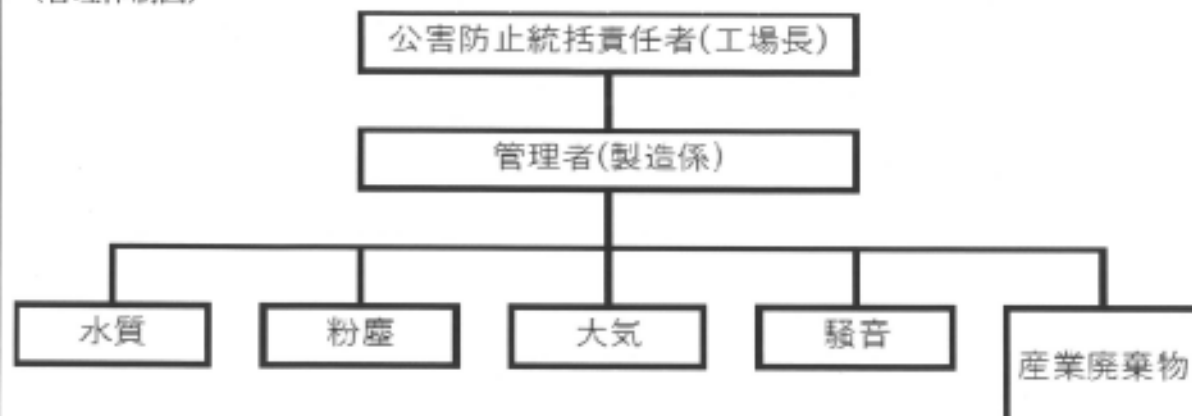 公害防止統括責任者(工場長)
管理者(製造係)
水質
粉塵
大気
騒音
産業廃棄物